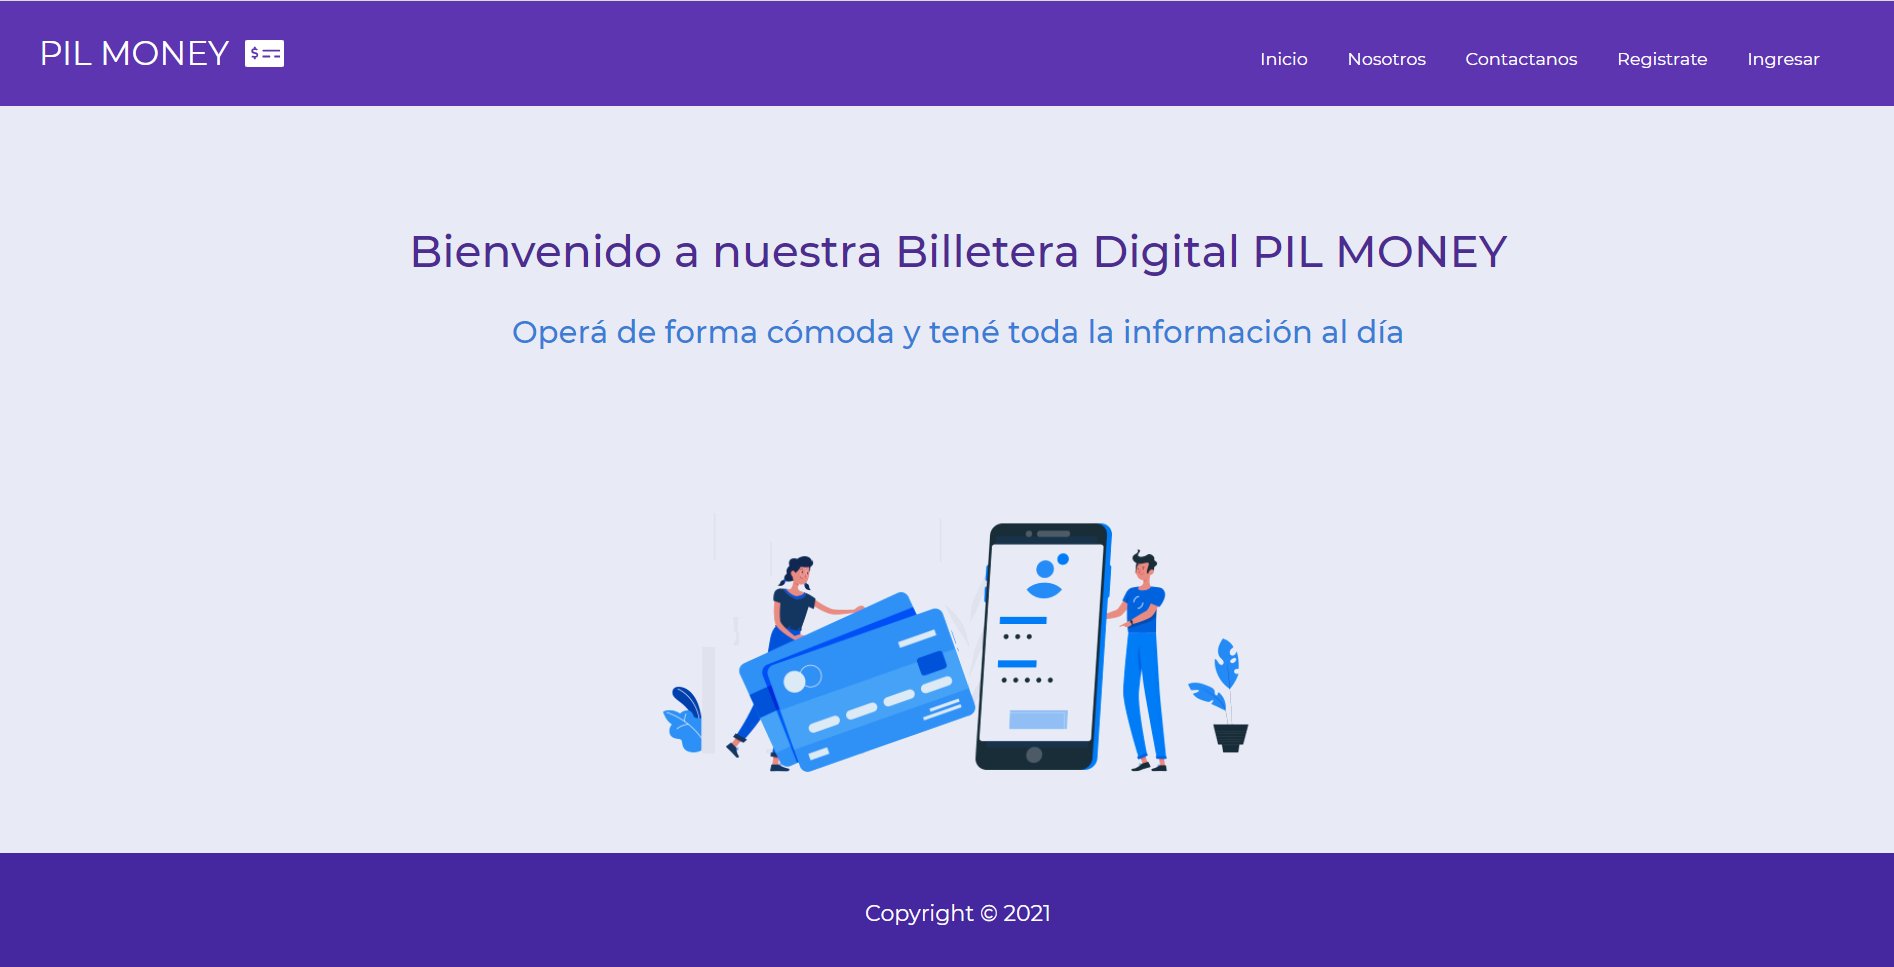 PIL MONEY
Inicio Nosotros Contactanos Registrate Ingresar
Bienvenido a nuestra Billetera Digital PIL MONEY
Operá de forma cómoda y tené toda la información al día
Copyright © 2021